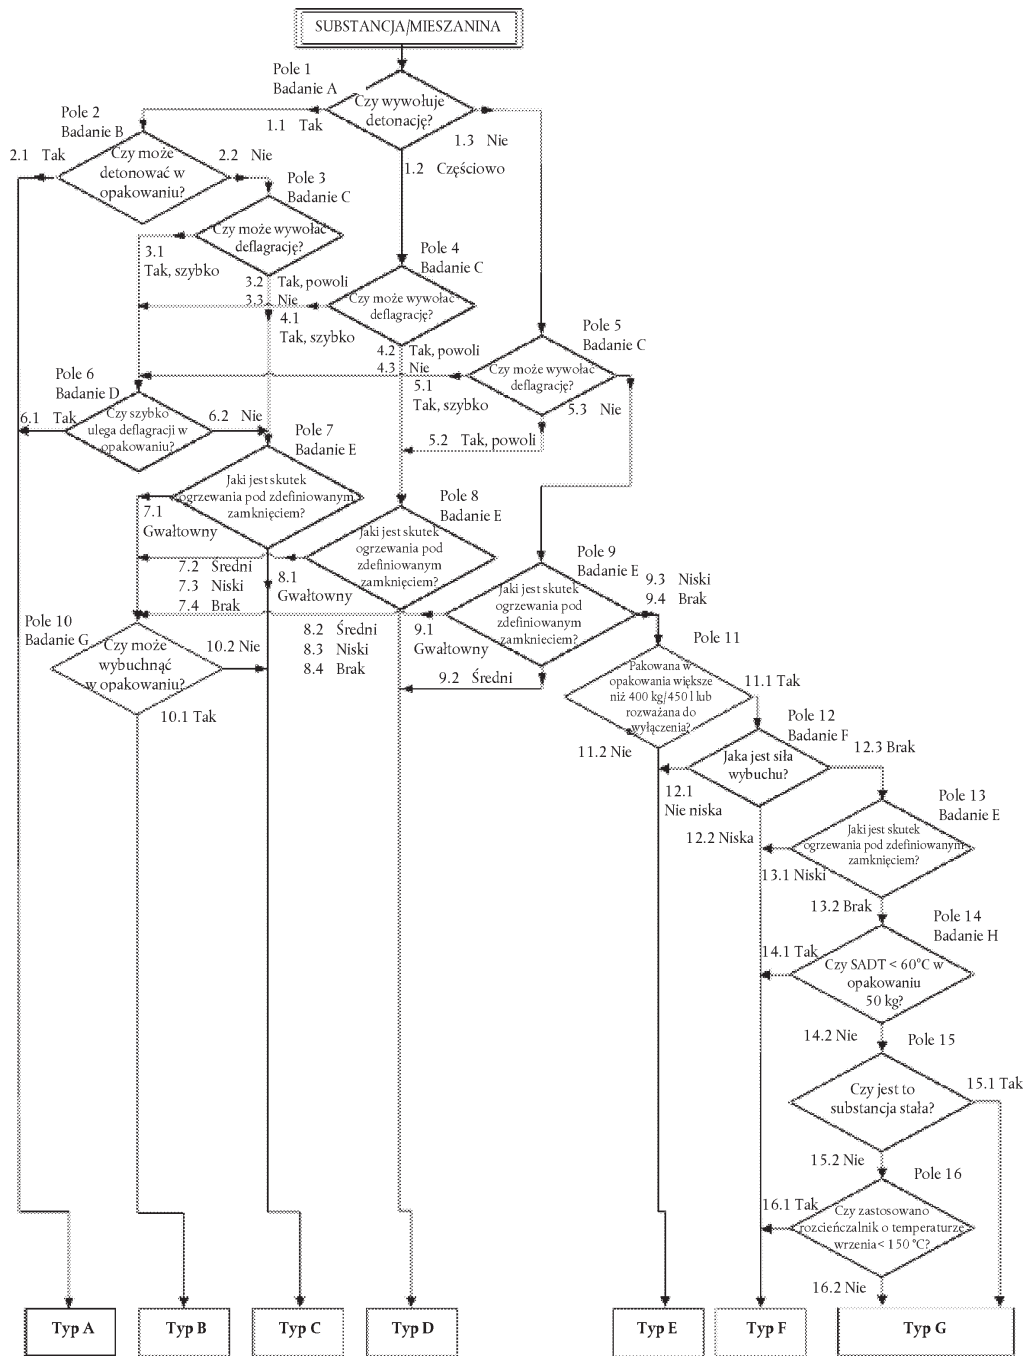 SUBSTANCJA/MIESZANINA
Pole 1
Badanie A
Czy wywołuje
detonację?
1.1 Tak
1.3 Nie
1.2 Częściowo
Pole 2
Badanie B
2.1 Tak
Czy może
detonować w
opakowaniu?
2.2 Nie
Pole 3
Badanie C
Czy może wywołać
deflagrację?
3.1
Tak, szybko
3.2 Tak, powoli
3.3 Nie
Pole 4
Badanie C
Czy może wywołać
deflagrację?
4.1
Tak, szybko
4.2 Tak, powoli
4.3 Nie
Pole 5
Badanie C
Czy może wywołać
deflagrację?
5.1
Tak, szybko
5.3 Nie
5.2 Tak, powoli
Pole 6
Badanie D
6.1 Tak
Czy szybko
ulega deflagracji w
opakowaniu?
6.2 Nie
Pole 7
Badanie E
Jaki jest skutek
ogrzewania pod zdefiniowanym
zamknięciem?
7.1
Gwałtowny
7.2 Średni
7.3 Niski
7.4 Brak
Pole 8
Badanie E
Jaki jest skutek
ogrzewania pod
zdefiniowanym
zamknięciem?
8.1
Gwałtowny
8.2 Średni
8.3 Niski
8.4 Brak
Pole 9
Badanie E
Jaki jest skutek
ogrzewania pod
zdefiniowanym
zamknieciem?
9.1
Gwałtowny
9.2 Średni
9.3 Niski
9.4 Brak
Pole 10
Badanie G
Czy może
wybuchnąć
w opakowaniu?
10.2 Nie
10.1 Tak
Pole 11
Pakowana w
opakowania większe
niż 400 kg/450 l lub
rozważana do
wyłączenia?
11.1 Tak
11.2 Nie
Pole 12
Badanie F
Jaka jest siła
wybuchu?
12.3 Brak
12.1
Nie niska
12.2 Niska
Pole 13
Badanie E
Jaki jest skutek
ogrzewania pod zdefiniowanym
zamknięciem?
13.1 Niski
13.2 Brak
Pole 14
Badanie H
14.1 Tak
Czy SADT < 60°C w
opakowaniu
50 kg?
14.2 Nie
Pole 15
Czy jest to
substancja stała?
15.1 Tak
15.2 Nie
Pole 16
16.1 Tak
Czy zastosowano
rozcieńczalnik o temperaturze
wrzenia< 150 °C?
16.2 Nie
Typ A
Typ B
Typ C
Typ D
Typ E
Typ F
Typ G